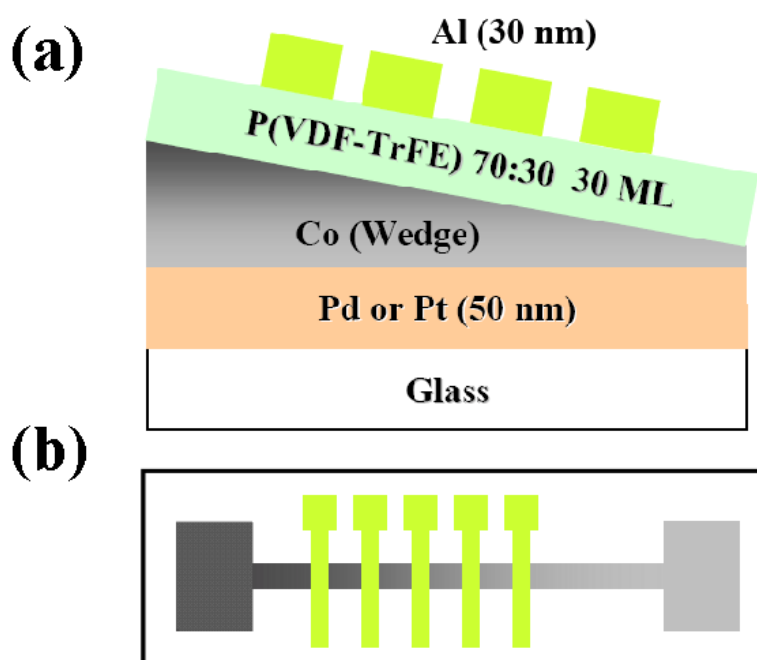 (a)
Al (30 nm)
P(VDF-TrFE) 70:30 30 ML
Co (Wedge)
Pd or Pt (50 nm)
Glass
(b)